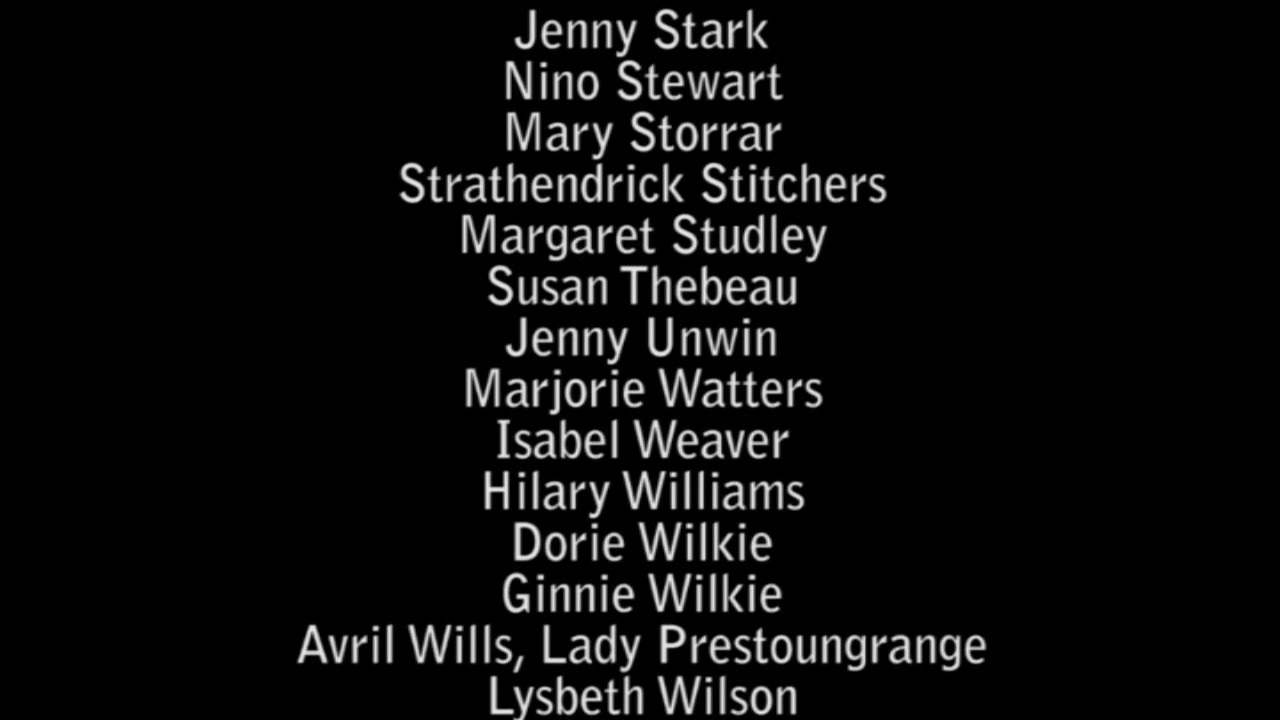 Jenny Stark
Nino Stewart
Mary Storrar
Strathendrick Stitchers
Margaret Studley
Susan Thebeau
Jenny Unwin
Marjorie Watters
Isabel Weaver
Hilary Williams
Dorie Wilkie
Ginnie Wilkie
Avril Wills, Lady Prestoungrange
Lysbeth Wilson